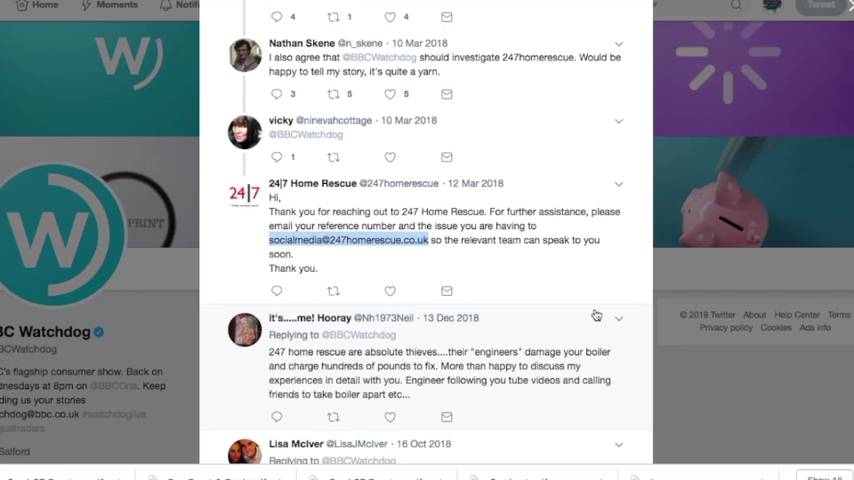 Home
Moments
Notifi
Tweet
4
1
4
Nathan Skene @n_skene · 10 Mar 2018
I also agree that @BBCWatchdog should investigate 247homerescue. Would be
happy to tell my story, it's quite a yarn.
3
5
5
vicky @ninevahcottage · 10 Mar 2018
@BBCWatchdog
1
PRINT
24|7
24|7 Home Rescue @247homerescue · 12 Mar 2018
Hi,
Thank you for reaching out to 247 Home Rescue. For further assistance, please
email your reference number and the issue you are having to
socialmedia@247homerescue.co.uk so the relevant team can speak to you
soon.
Thank you.
it's.....me! Hooray @Nh1973Neil · 13 Dec 2018
Replying to @BBCWatchdog
247 home rescue are absolute thieves....their "engineers" damage your boiler
and charge hundreds of pounds to fix. More than happy to discuss my
experiences in detail with you. Engineer following you tube videos and calling
friends to take boiler apart etc...
Lisa McIver @LisaJMcIver · 16 Oct 2018
Replying to @BBCWatchdog
BC Watchdog
BBCWatchdog
C's flagship consumer show. Back on
dnesdays at 8pm on @BBCOne. Keep
ding us your stories
chdog@bbc.co.uk #watchdoglive
guetraders
Salford
© 2019 Twitter About Help Center Terms
Privacy policy Cookies Ads info
Show All